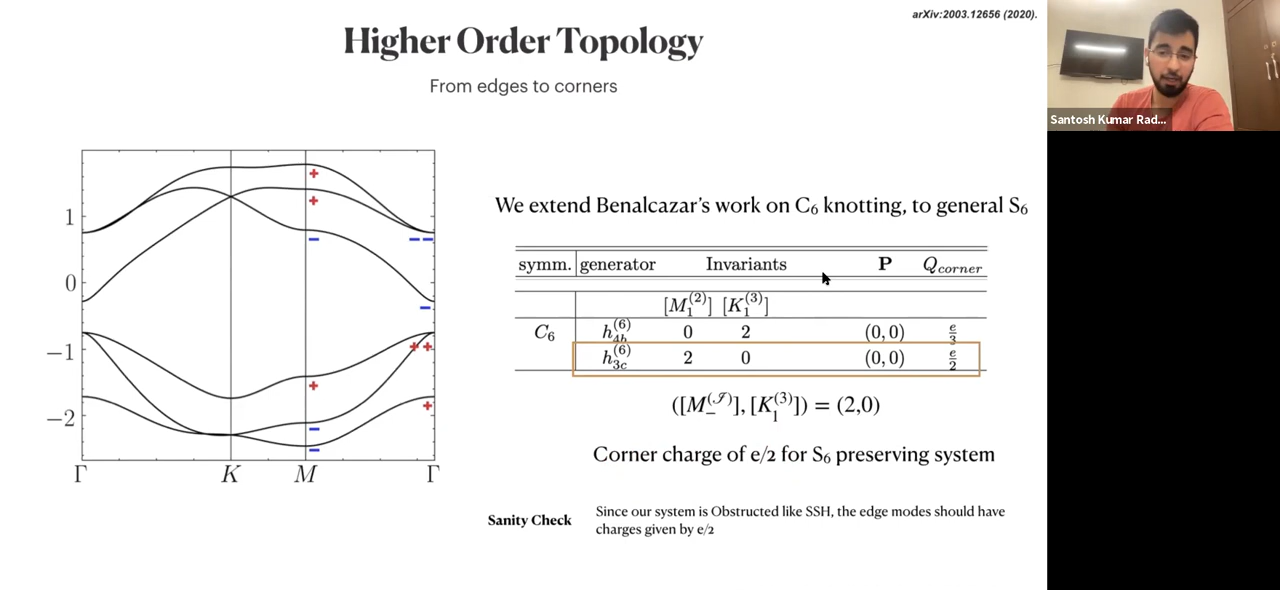 arXiv:2003.12656 (2020).
Higher Order Topology
From edges to corners
Santosh Kumar Rad...
We extend Benalcazar's work on C₆ knotting, to general S₆
symm. generator Invariants P Q_corner
[M₁⁽²⁾] [K₁⁽³⁾]
C₆ h₄b⁽⁶⁾ 0 2 (0, 0) e/3
h₃c⁽⁶⁾ 2 0 (0, 0) e/2
([M₋⁽ℐ⁾], [K₁⁽³⁾]) = (2,0)
Corner charge of e/2 for S₆ preserving system
Sanity Check
Since our system is Obstructed like SSH, the edge modes should have
charges given by e/2
1
0
−1
−2
+
+
−
− −
−
+ +
+
+
−
−
Γ K M Γ